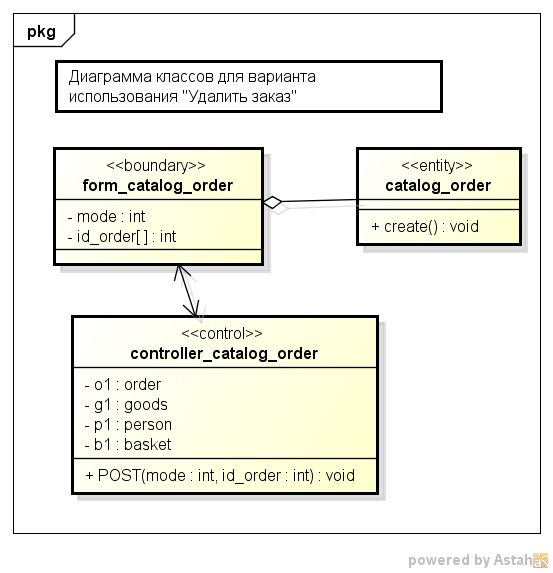 pkg
Диаграмма классов для варианта
использования "Удалить заказ"
<<boundary>>
form_catalog_order
- mode : int
- id_order[ ] : int
<<entity>>
catalog_order
+ create() : void
<<control>>
controller_catalog_order
- o1 : order
- g1 : goods
- p1 : person
- b1 : basket
+ POST(mode : int, id_order : int) : void
powered by Astah